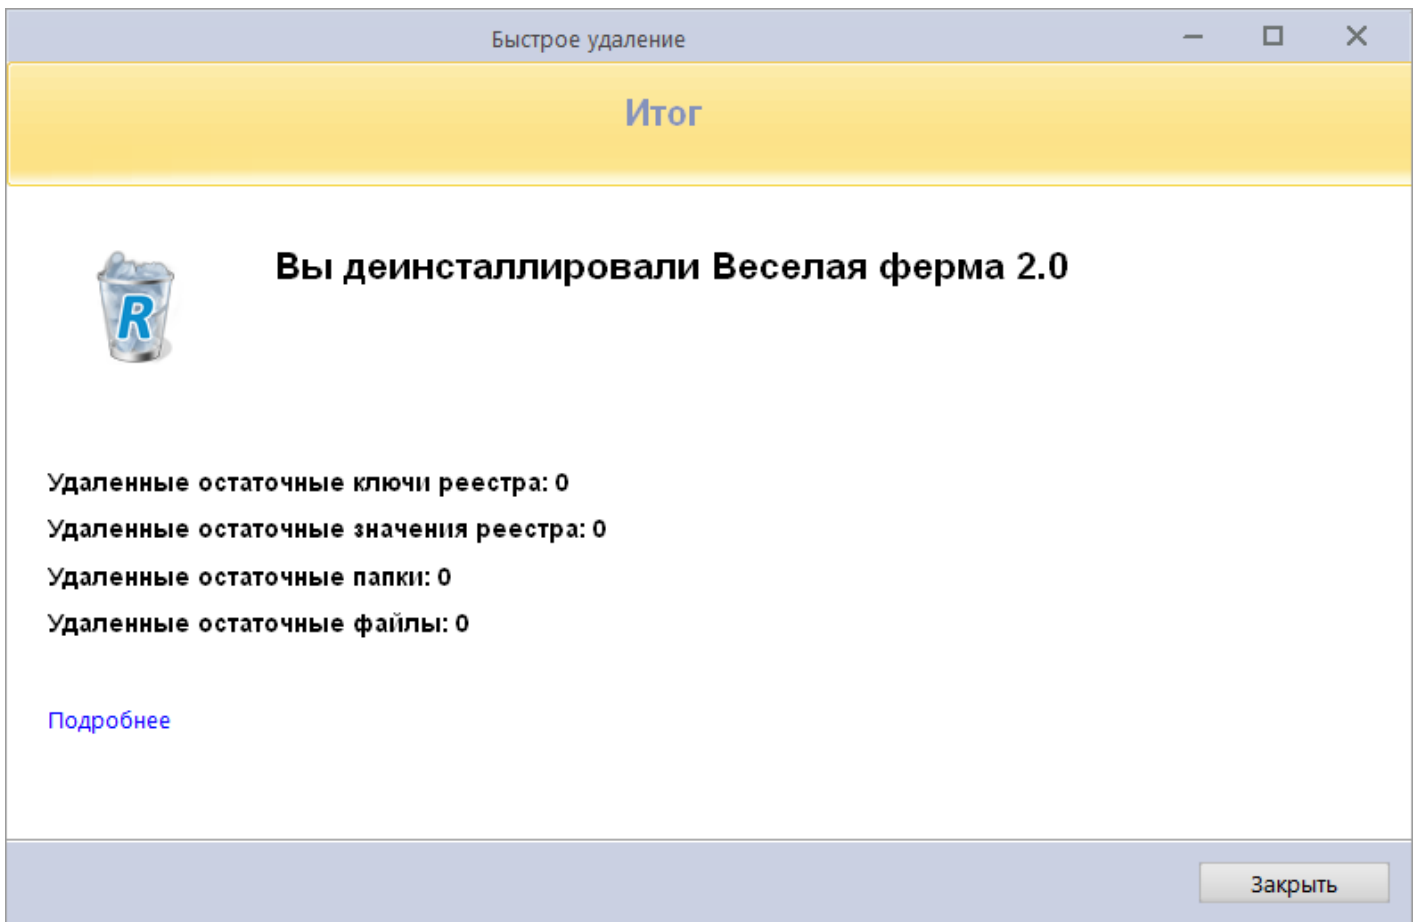 Быстрое удаление
Итог
Вы деинсталлировали Веселая ферма 2.0
R
Удаленные остаточные ключи реестра: 0
Удаленные остаточные значения реестра: 0
Удаленные остаточные папки: 0
Удаленные остаточные файлы: 0
Подробнее
Закрыть